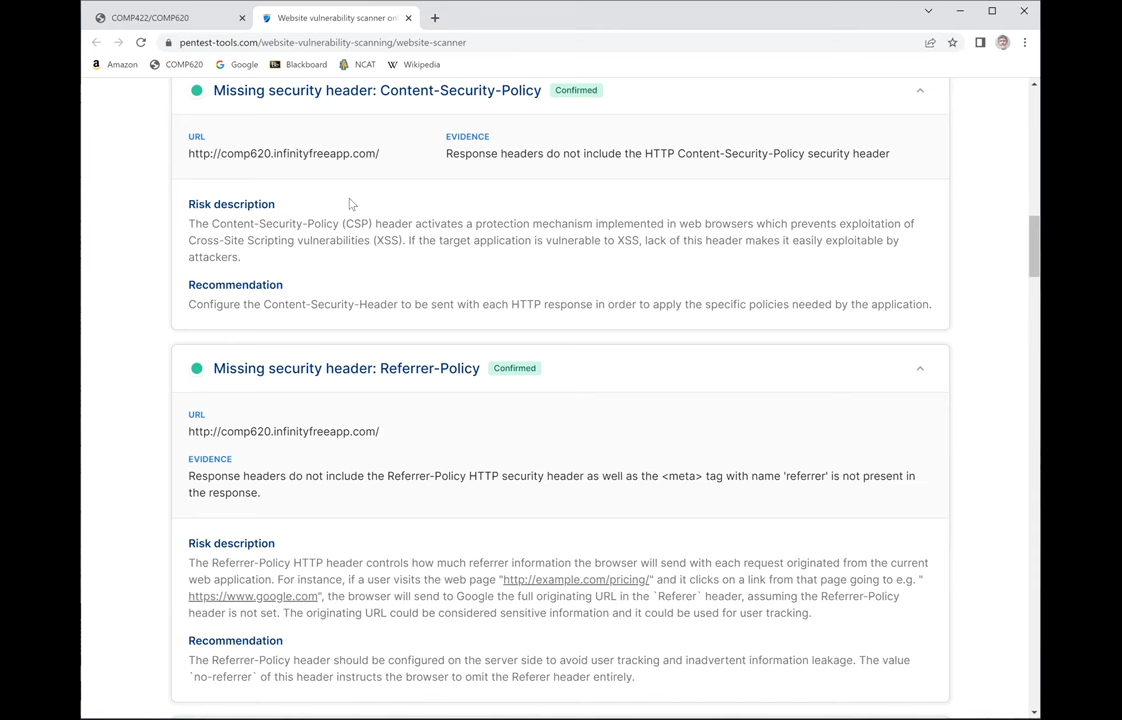 COMP422/COMP620
Website vulnerability scanner onl
pentest-tools.com/website-vulnerability-scanning/website-scanner
Amazon COMP620 Google Blackboard NCAT Wikipedia
Missing security header: Content-Security-Policy Confirmed
URL EVIDENCE
http://comp620.infinityfreeapp.com/ Response headers do not include the HTTP Content-Security-Policy security header
Risk description
The Content-Security-Policy (CSP) header activates a protection mechanism implemented in web browsers which prevents exploitation of
Cross-Site Scripting vulnerabilities (XSS). If the target application is vulnerable to XSS, lack of this header makes it easily exploitable by
attackers.
Recommendation
Configure the Content-Security-Header to be sent with each HTTP response in order to apply the specific policies needed by the application.
Missing security header: Referrer-Policy Confirmed
URL
http://comp620.infinityfreeapp.com/
EVIDENCE
Response headers do not include the Referrer-Policy HTTP security header as well as the <meta> tag with name 'referrer' is not present in
the response.
Risk description
The Referrer-Policy HTTP header controls how much referrer information the browser will send with each request originated from the current
web application. For instance, if a user visits the web page "http://example.com/pricing/" and it clicks on a link from that page going to e.g. "
https://www.google.com", the browser will send to Google the full originating URL in the `Referer` header, assuming the Referrer-Policy
header is not set. The originating URL could be considered sensitive information and it could be used for user tracking.
Recommendation
The Referrer-Policy header should be configured on the server side to avoid user tracking and inadvertent information leakage. The value
`no-referrer` of this header instructs the browser to omit the Referer header entirely.